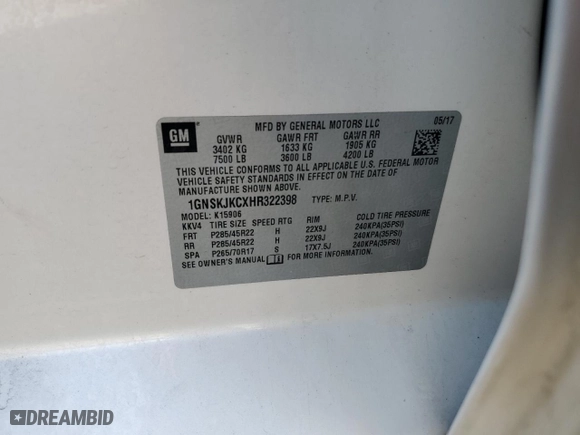 GM
MFD BY GENERAL MOTORS LLC 05/17
GVWR GAWR FRT GAWR RR
3402 KG 1633 KG 1905 KG
7500 LB 3600 LB 4200 LB
THIS VEHICLE CONFORMS TO ALL APPLICABLE U.S. FEDERAL MOTOR
VEHICLE SAFETY STANDARDS IN EFFECT ON THE DATE OF
MANUFACTURE SHOWN ABOVE.
1GNSKJKCXHR322398 TYPE: M.P.V.
MODEL: K15906
KKV4 TIRE SIZE SPEED RTG RIM COLD TIRE PRESSURE
FRT P285/45R22 H 22X9J 240KPA(35PSI)
RR P285/45R22 H 22X9J 240KPA(35PSI)
SPA P265/70R17 S 17X7.5J 240KPA(35PSI)
SEE OWNER'S MANUAL FOR MORE INFORMATION.
DREAMBID